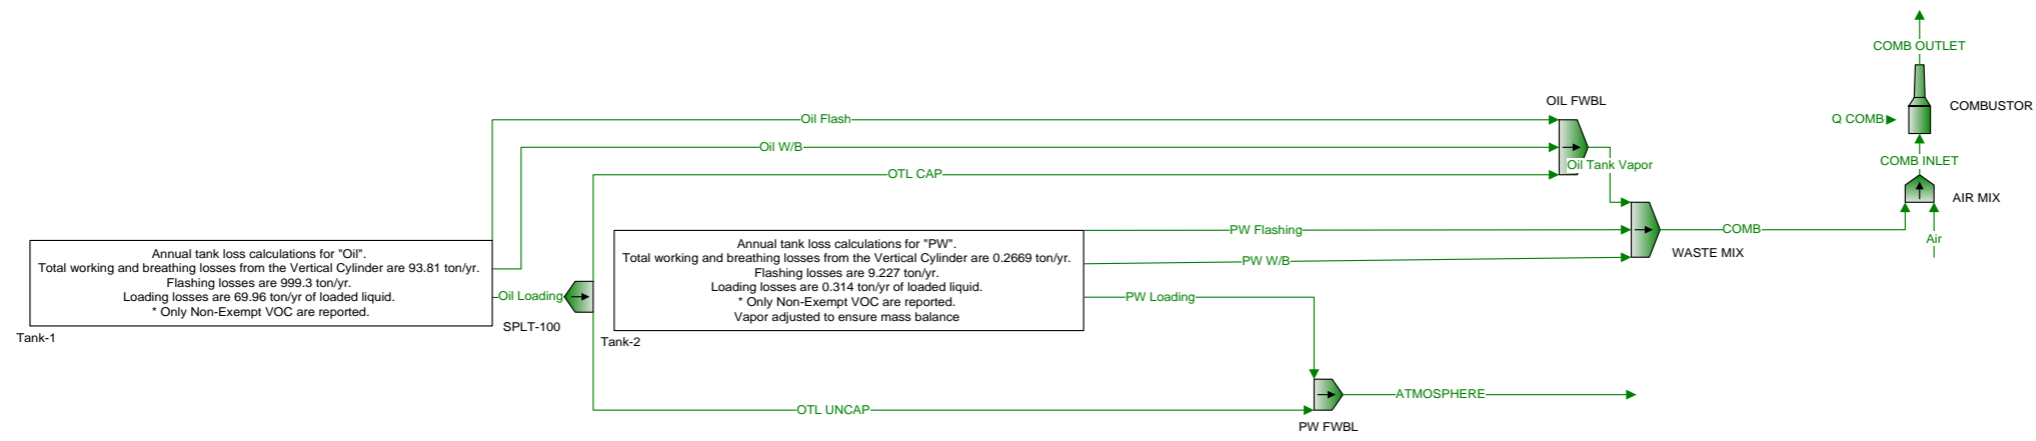 COMB OUTLET
OIL FWBL
COMBUSTOR
Oil Flash
Q COMB
Oil W/B
COMB INLET
Oil Tank Vapor
OTL CAP
AIR MIX
PW Flashing
COMB
Air
Annual tank loss calculations for "Oil".
Total working and breathing losses from the Vertical Cylinder are 93.81 ton/yr.
Flashing losses are 999.3 ton/yr.
Loading losses are 69.96 ton/yr of loaded liquid.
* Only Non-Exempt VOC are reported.
Tank-1
Oil Loading
SPLT-100
Annual tank loss calculations for "PW".
Total working and breathing losses from the Vertical Cylinder are 0.2669 ton/yr.
Flashing losses are 9.227 ton/yr.
Loading losses are 0.314 ton/yr of loaded liquid.
* Only Non-Exempt VOC are reported.
Vapor adjusted to ensure mass balance
Tank-2
PW W/B
WASTE MIX
PW Loading
ATMOSPHERE
OTL UNCAP
PW FWBL